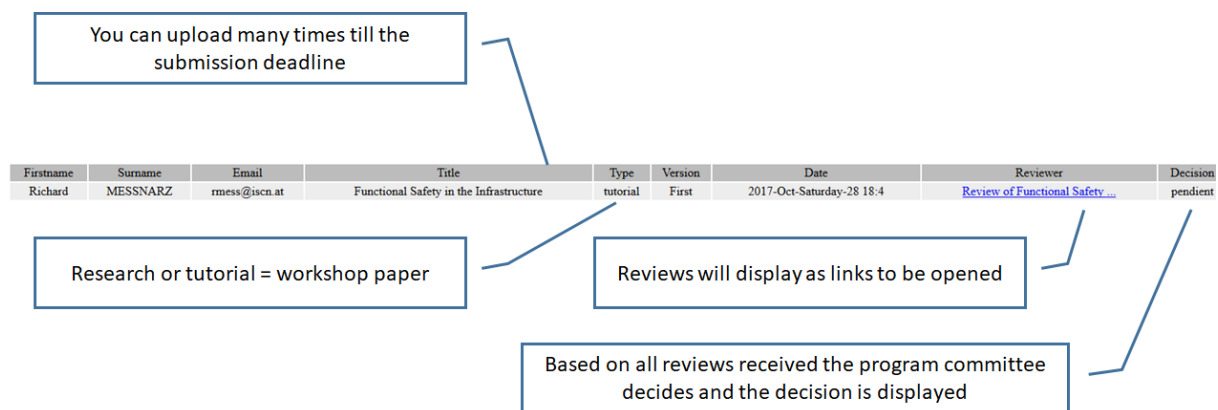 You can upload many times till the
submission deadline
Firstname Surname Email Title Type Version Date Reviewer Decision
Richard MESSNARZ rmess@iscn.at Functional Safety in the Infrastructure tutorial First 2017-Oct-Saturday-28 18:4 Review of Functional Safety ... pendient
Research or tutorial = workshop paper
Reviews will display as links to be opened
Based on all reviews received the program committee
decides and the decision is displayed